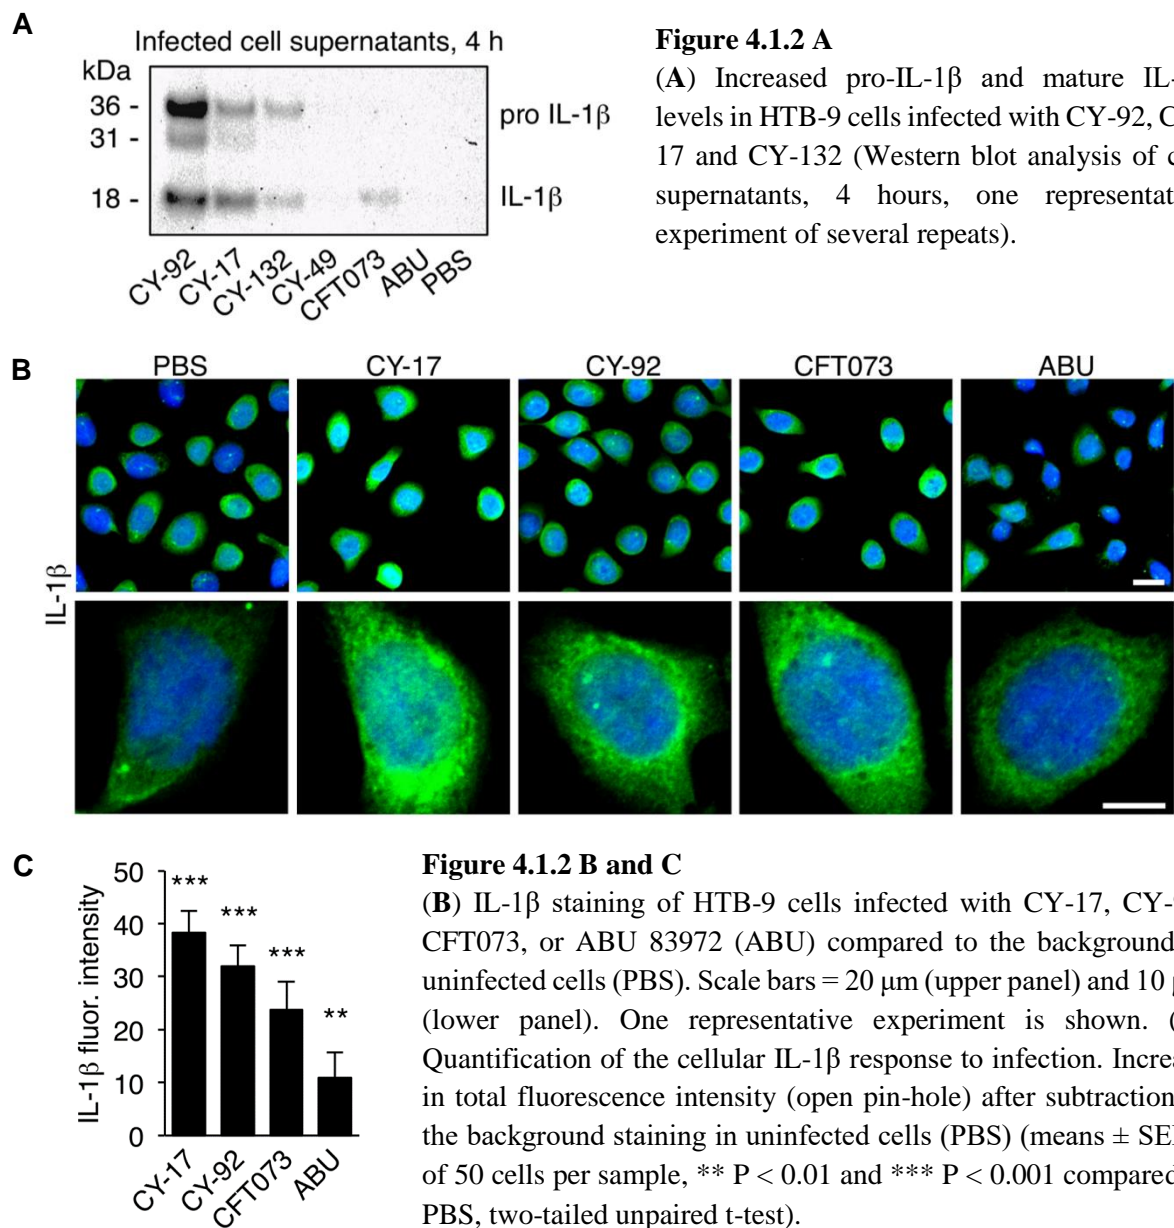 A
Infected cell supernatants, 4 h
kDa
36 -
31 -
18 -
pro IL-1β
IL-1β
CY-92
CY-17
CY-132
CY-49
CFT073
ABU
PBS
Figure 4.1.2 A
(A) Increased pro-IL-1β and mature IL-
levels in HTB-9 cells infected with CY-92, C
17 and CY-132 (Western blot analysis of c
supernatants, 4 hours, one representat
experiment of several repeats).
B
PBS
CY-17
CY-92
CFT073
ABU
IL-1β
C
IL-1β fluor. intensity
50
40
30
20
10
0
***
***
***
**
CY-17
CY-92
CFT073
ABU
Figure 4.1.2 B and C
(B) IL-1β staining of HTB-9 cells infected with CY-17, CY-
CFT073, or ABU 83972 (ABU) compared to the background
uninfected cells (PBS). Scale bars = 20 μm (upper panel) and 10
(lower panel). One representative experiment is shown. (
Quantification of the cellular IL-1β response to infection. Increa
in total fluorescence intensity (open pin-hole) after subtraction
the background staining in uninfected cells (PBS) (means ± SE
of 50 cells per sample, ** P < 0.01 and *** P < 0.001 compared
PBS, two-tailed unpaired t-test).